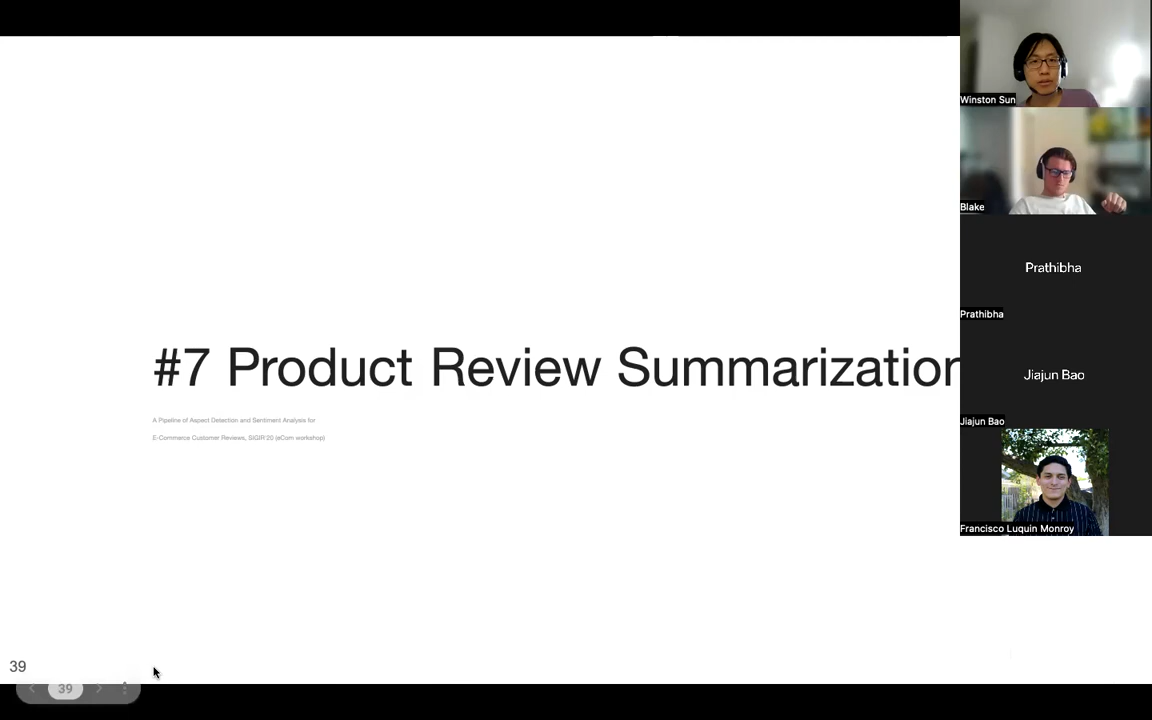 #7 Product Review Summarization
A Pipeline of Aspect Detection and Sentiment Analysis for
E-Commerce Customer Reviews, SIGIR'20 (eCom workshop)
39
39
Winston Sun
Blake
Prathibha
Prathibha
Jiajun Bao
Jiajun Bao
Francisco Luquin Monroy